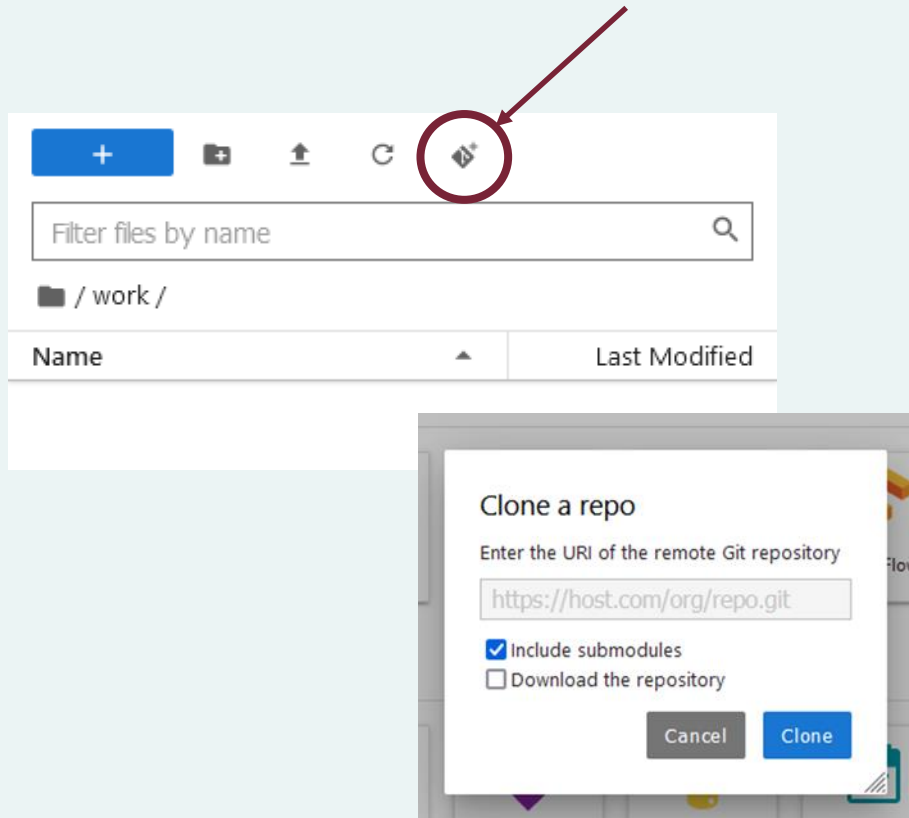 +
Filter files by name
/ work /
Name Last Modified
Clone a repo
Enter the URI of the remote Git repository
https://host.com/org/repo.git
Include submodules
Download the repository
Cancel Clone